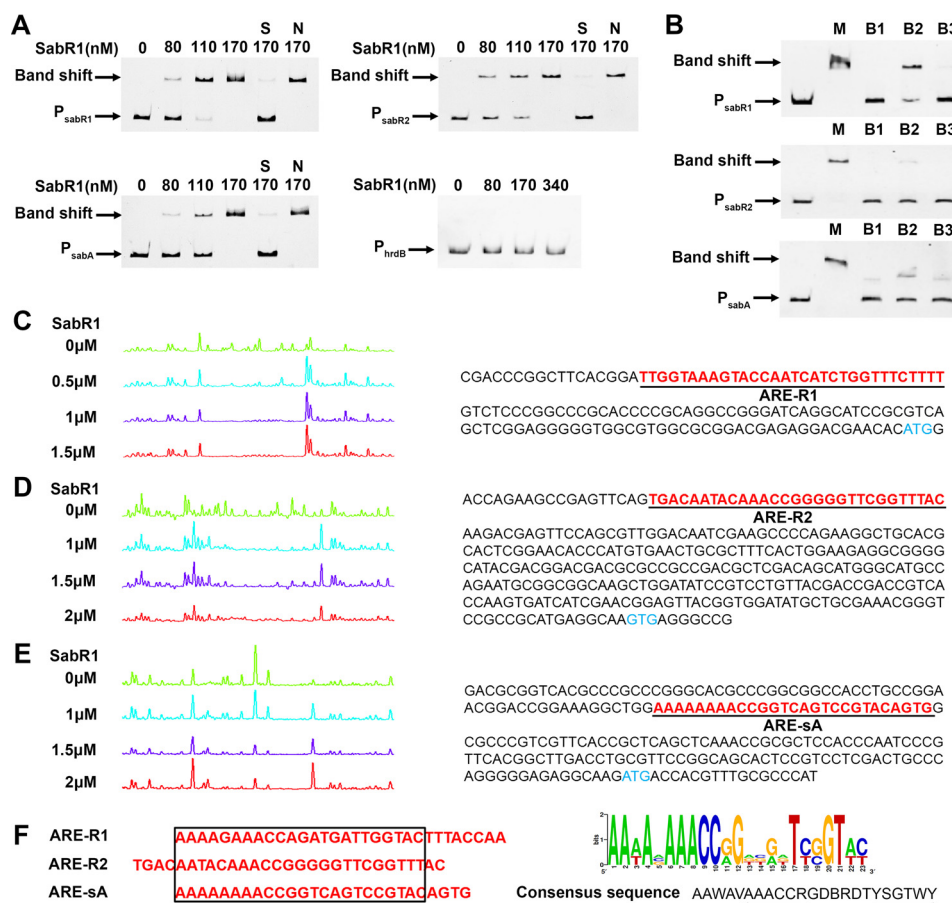 A
S N
SabR1(nM) 0 80 110 170 170 170
Band shift
PsabR1
S N
SabR1(nM) 0 80 110 170 170 170
Band shift
PsabR2
SabR1(nM) 0 80 110 170 170 170
S N
Band shift
PsabA
SabR1(nM) 0 80 170 340
PhrdB
B
M B1 B2 B3
Band shift
PsabR1
M B1 B2 B3
Band shift
PsabR2
M B1 B2 B3
Band shift
PsabA
C
SabR1
0μM
0.5μM
1μM
1.5μM
CGACCCGGCTTCACGGATTGGTAAAGTACCAATCATCTGGTTTCTTTT
ARE-R1
GTCTCCCGGCCCGCACCCCGCAGGCCGGGATCAGGCATCCGCGTCA
GCTCGGAGGGGGTGGCGTGGCGCGGACGAGAGGACGAACACATGG
D
SabR1
0μM
1μM
1.5μM
2μM
ACCAGAAGCCGAGTTCAGTGACAATACAAACCGGGGGTTCGGTTTAC
ARE-R2
AAGACGAGTTCCAGCGTTGGACAATCGAAGCCCCAGAAGGCTGCACG
CACTCGGAACACCCATGTGAACTGCGCTTTCACTGGAAGAGGCGGGG
CATACGACGGACGACGCGCCGCCGACGCTCGACAGCATGGGCATGCC
AGAATGCGGCGGCAAGCTGGATATCCGTCCTGTTACGACCGACCGTCA
CCAAGTGATCATCGAACGGAGTTACGGTGGATATGCTGCGAAACGGGT
CCGCCGCATGAGGCAAGTGAGGGCCG
E
SabR1
0μM
1μM
1.5μM
2μM
GACGCGGTCACGCCCGCCCGGGCACGCCCGGCGGCCACCTGCCGGA
ACGGACCGGAAAGGCTGGAAAAAAAACCGGTCAGTCCGTACAGTGG
ARE-sA
CGCCCGTCGTTCACCGCTCAGCTCAAACCGCGCTCCACCCAATCCCG
TTCACGGCTTGACCTGCGTTCCGGCAGCACTCCGTCCTCGACTGCCC
AGGGGGAGAGGCAAGATGACCACGTTTGCGCCCAT
F
ARE-R1 AAAAGAAACCAGATGATTGGTACTTTACCAA
ARE-R2 TGACAATACAAACCGGGGGTTCGGTTTAC
ARE-sA AAAAAAAACCGGTCAGTCCGTACAGTG
Consensus sequence AAWAVAAACCRGDBRDTYSGTWY